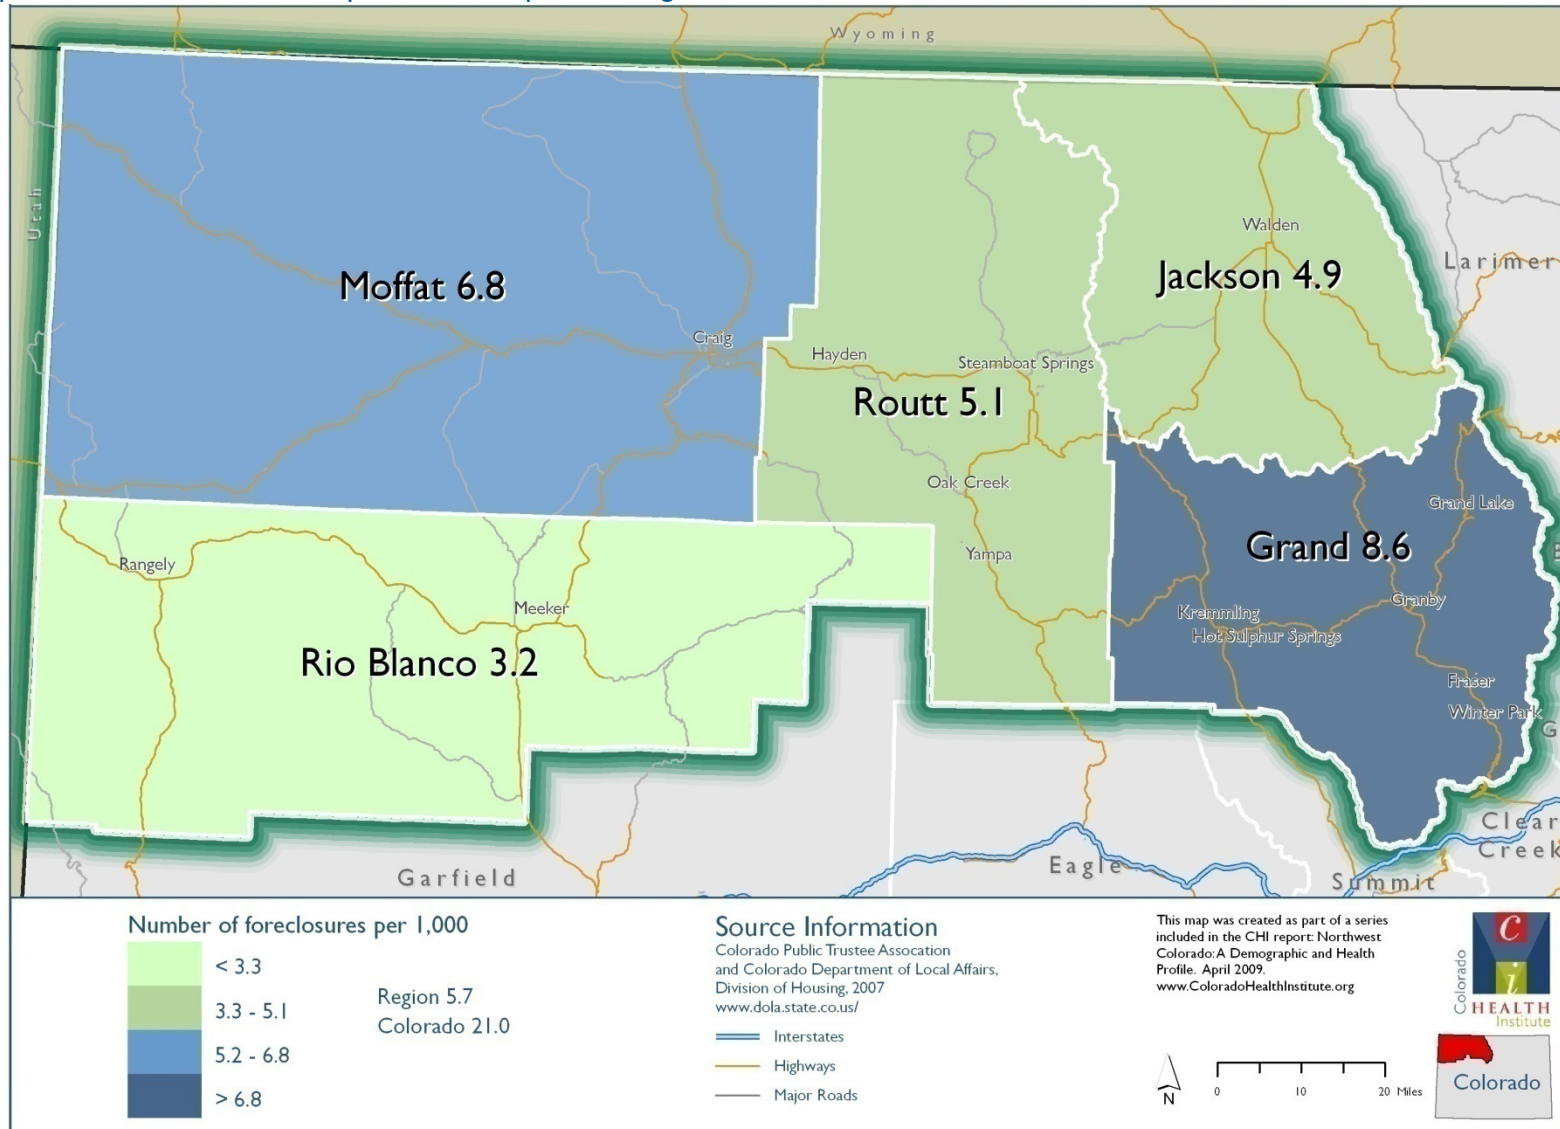 Wyoming
Utah
Walden
Larimer
Moffat 6.8
Jackson 4.9
Craig
Hayden
Steamboat Springs
Routt 5.1
Oak Creek
Grand Lake
Grand 8.6
Rangely
Yampa
Meeker
Granby
Kremmling
Hot Sulphur Springs
Rio Blanco 3.2
Fraser
Winter Park
G
Clear
Creek
Eagle
Garfield
Summit
Number of foreclosures per 1,000
< 3.3
3.3 - 5.1
5.2 - 6.8
> 6.8
Region 5.7
Colorado 21.0
Source Information
Colorado Public Trustee Assocation
and Colorado Department of Local Affairs,
Division of Housing, 2007
www.dola.state.co.us/
Interstates
Highways
Major Roads
This map was created as part of a series
included in the CHI report: Northwest
Colorado: A Demographic and Health
Profile. April 2009.
www.ColoradoHealthInstitute.org
N
0 10 20 Miles
Colorado
C
i
HEALTH
Institute
Colorado